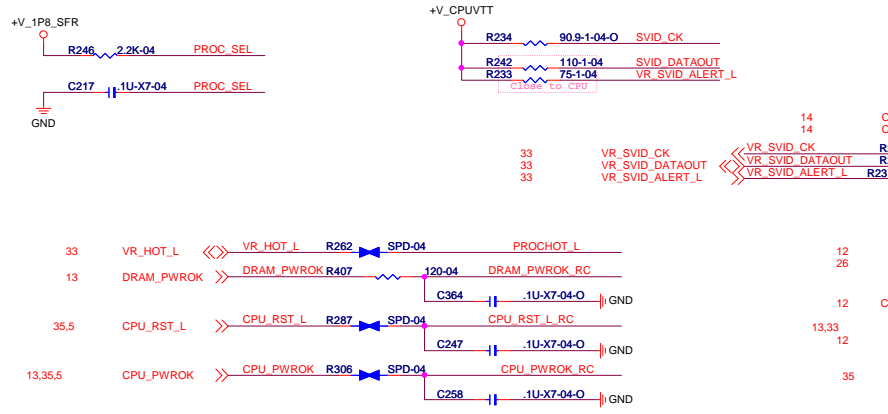 +V_1P8_SFR
R246 2.2K-04 PROC_SEL
C217 .1U-X7-04 PROC_SEL
GND
+V_CPUVTT
R234 90.9-1-04-O SVID_CK
R242 110-1-04 SVID_DATAOUT
R233 75-1-04 VR_SVID_ALERT_L
Close to CPU
14 C
14 C
33 VR_SVID_CK VR_SVID_CK R2
33 VR_SVID_DATAOUT VR_SVID_DATAOUT R2
33 VR_SVID_ALERT_L VR_SVID_ALERT_L R23
33 VR_HOT_L VR_HOT_L R262 SPD-04 PROCHOT_L 12
26
13 DRAM_PWROK DRAM_PWROK R407 120-04 DRAM_PWROK_RC
C364 .1U-X7-04-O GND 12 C
35,5 CPU_RST_L CPU_RST_L R287 SPD-04 CPU_RST_L_RC 13,33
12
C247 .1U-X7-04-O GND
13,35,5 CPU_PWROK CPU_PWROK R306 SPD-04 CPU_PWROK_RC 35
C258 .1U-X7-04-O GND